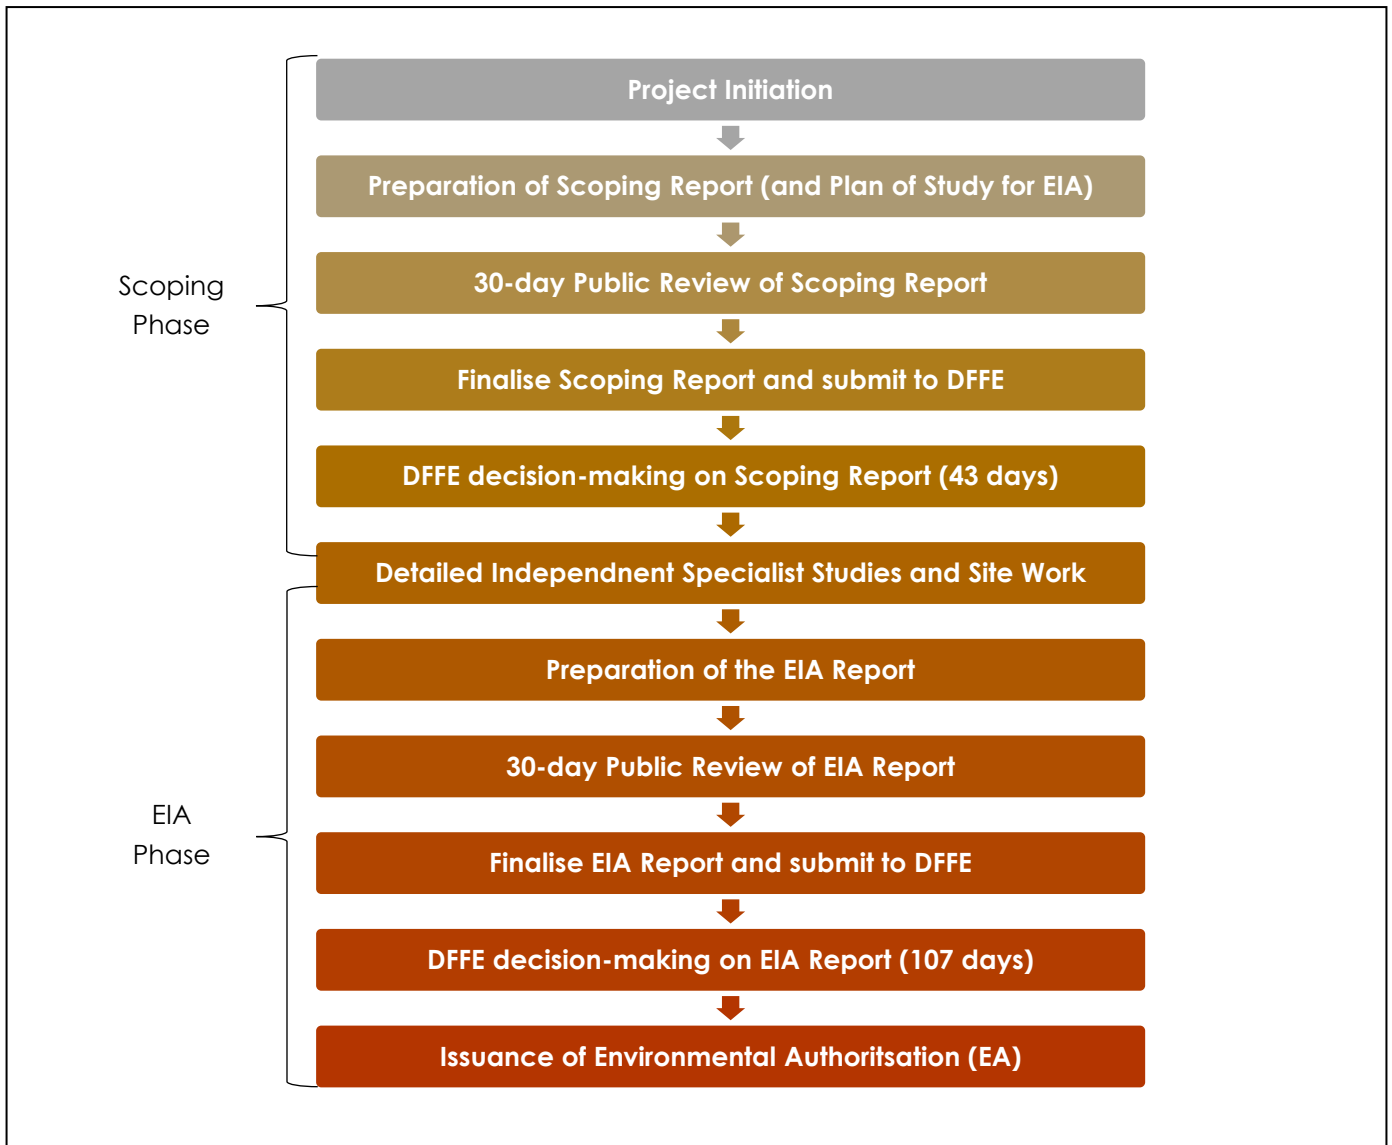 Project Initiation
Preparation of Scoping Report (and Plan of Study for EIA)
30-day Public Review of Scoping Report
Scoping
Phase
Finalise Scoping Report and submit to DFFE
DFFE decision-making on Scoping Report (43 days)
Detailed Independnent Specialist Studies and Site Work
Preparation of the EIA Report
30-day Public Review of EIA Report
EIA
Phase
Finalise EIA Report and submit to DFFE
DFFE decision-making on EIA Report (107 days)
Issuance of Environmental Authoritsation (EA)